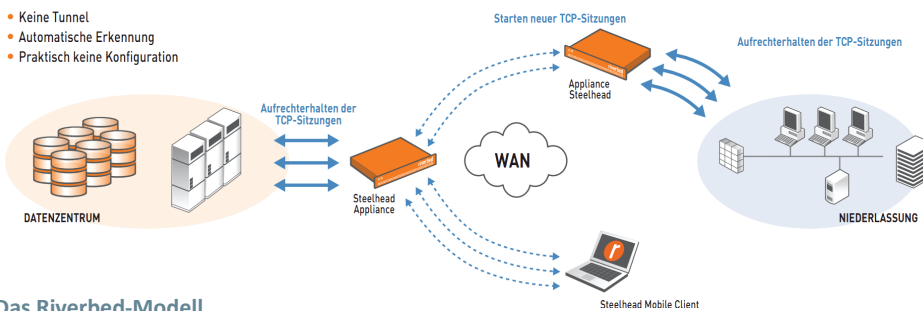 • Keine Tunnel
• Automatische Erkennung
• Praktisch keine Konfiguration
Starten neuer TCP-Sitzungen
Aufrechterhalten der TCP-Sitzungen
Appliance
Steelhead
Aufrechterhalten der
TCP-Sitzungen
WAN
Steelhead
Appliance
DATENZENTRUM
NIEDERLASSUNG
Steelhead Mobile Client
Das Riverbed-Modell